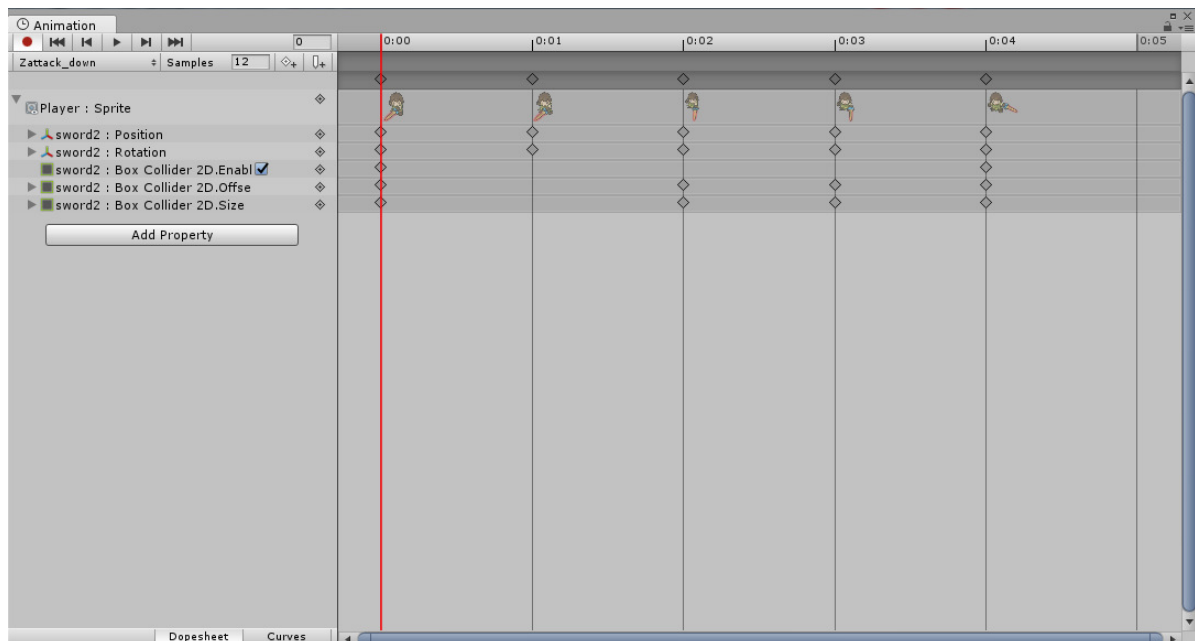 Animation
0 0:00 0:01 0:02 0:03 0:04 0:05
Zattack_down Samples 12
Player : Sprite
sword2 : Position
sword2 : Rotation
sword2 : Box Collider 2D.Enabl
sword2 : Box Collider 2D.Offse
sword2 : Box Collider 2D.Size
Add Property
Dopesheet Curves